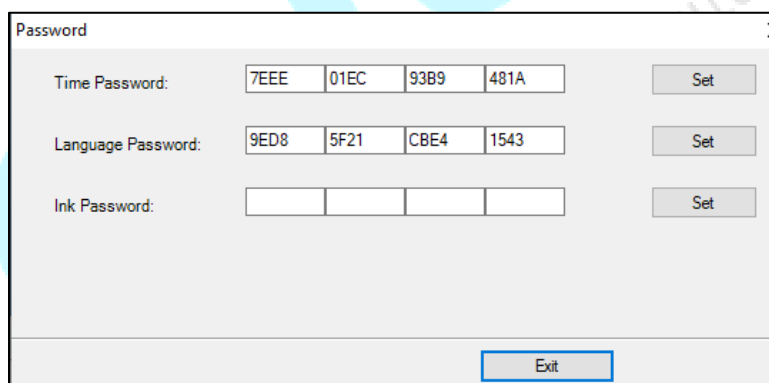 Password
Time Password: 7EEE 01EC 93B9 481A Set
Language Password: 9ED8 5F21 CBE4 1543 Set
Ink Password: Set
Exit